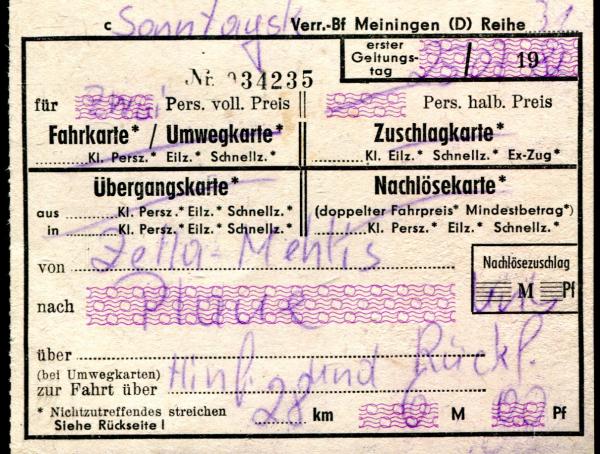 c Sonntagsk Verr.-Bf Meiningen (D) Reihe 31
erster Geltungstag / 19
№ 034235
für zwei Pers. voll. Preis Pers. halb. Preis
Fahrkarte* / Umwegkarte* Zuschlagkarte*
Kl. Persz.* Eilz.* Schnellz.* Kl. Eilz.* Schnellz.* Ex-Zug*
Übergangskarte* Nachlösekarte*
aus Kl. Persz.* Eilz.* Schnellz.* (doppelter Fahrpreis* Mindestbetrag*)
in Kl. Persz.* Eilz.* Schnellz.* Kl. Persz.* Eilz.* Schnellz.*
von Zella-Mehlis Nachlösezuschlag
nach Plaue M Pf
über
(bei Umwegkarten)
zur Fahrt über Hinf. und Rückf.
* Nichtzutreffendes streichen 28 km M Pf
Siehe Rückseite!